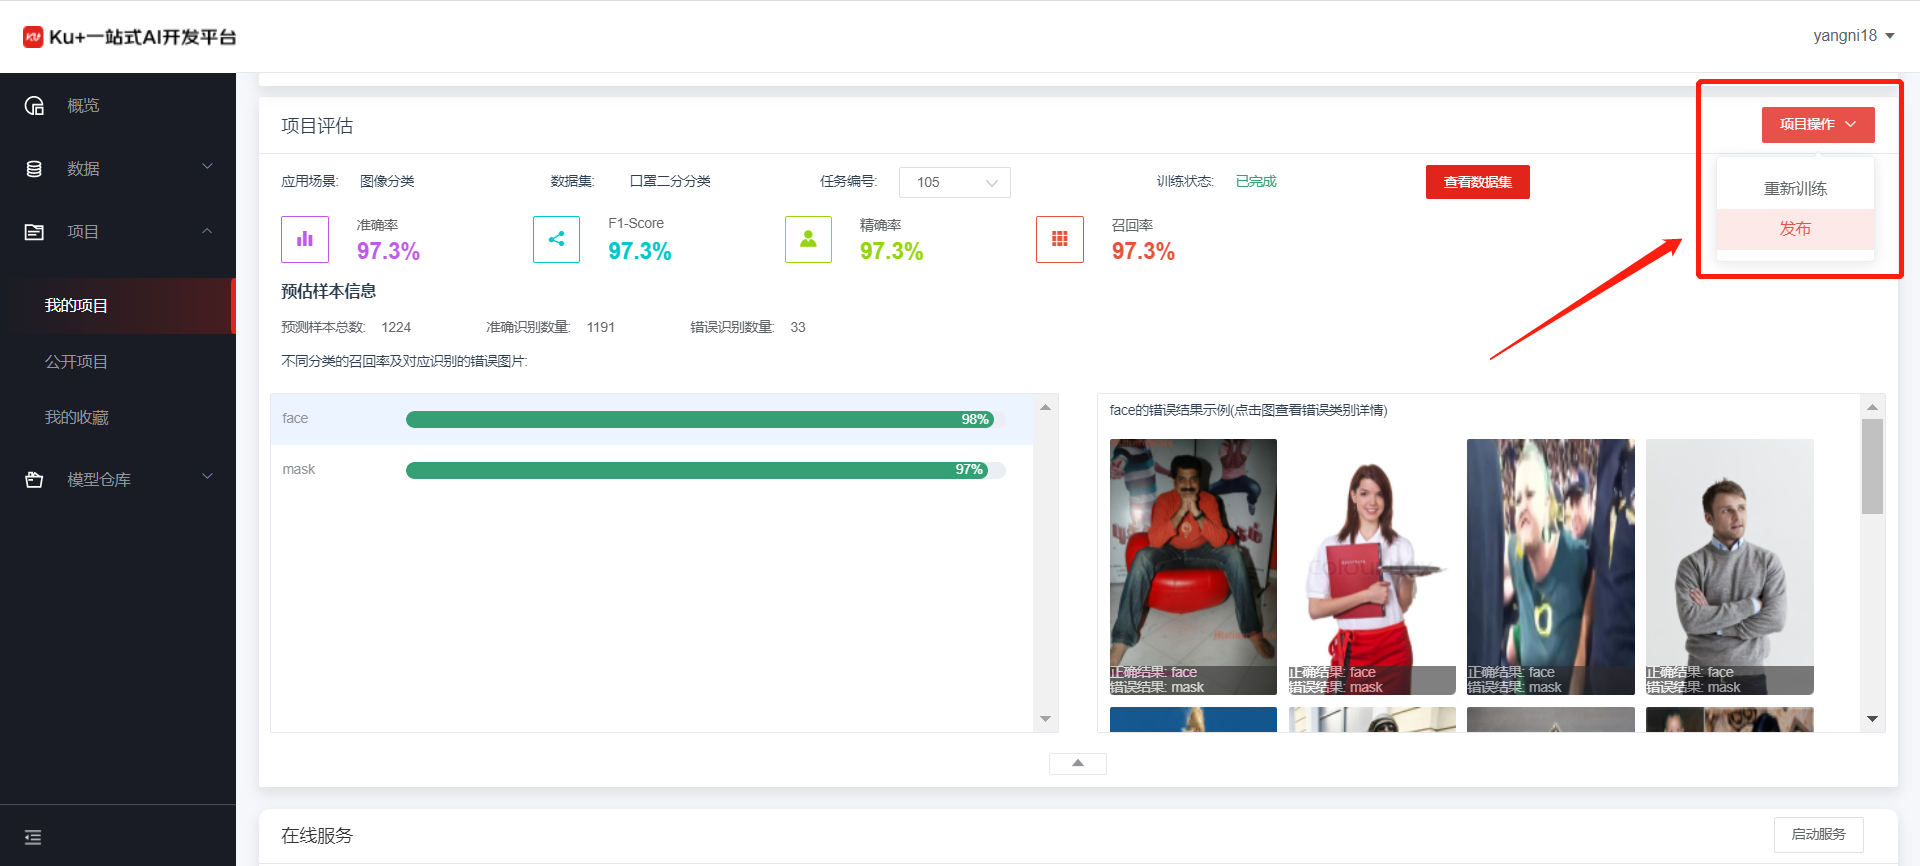 Ku+一站式AI开发平台
yangni18
概览
数据
项目
我的项目
公开项目
我的收藏
模型仓库
项目评估
项目操作
重新训练
发布
应用场景: 图像分类
数据集: 口罩二分分类
任务编号: 105
训练状态: 已完成
查看数据集
准确率
97.3%
F1-Score
97.3%
精确率
97.3%
召回率
97.3%
预估样本信息
预测样本总数: 1224 准确识别数量: 1191 错误识别数量: 33
不同分类的召回率及对应识别的错误图片:
face 98%
mask 97%
face的错误结果示例(点击图查看错误类别详情)
正确结果: face
错误结果: mask
正确结果: face
错误结果: mask
正确结果: face
错误结果: mask
正确结果: face
错误结果: mask
在线服务
启动服务